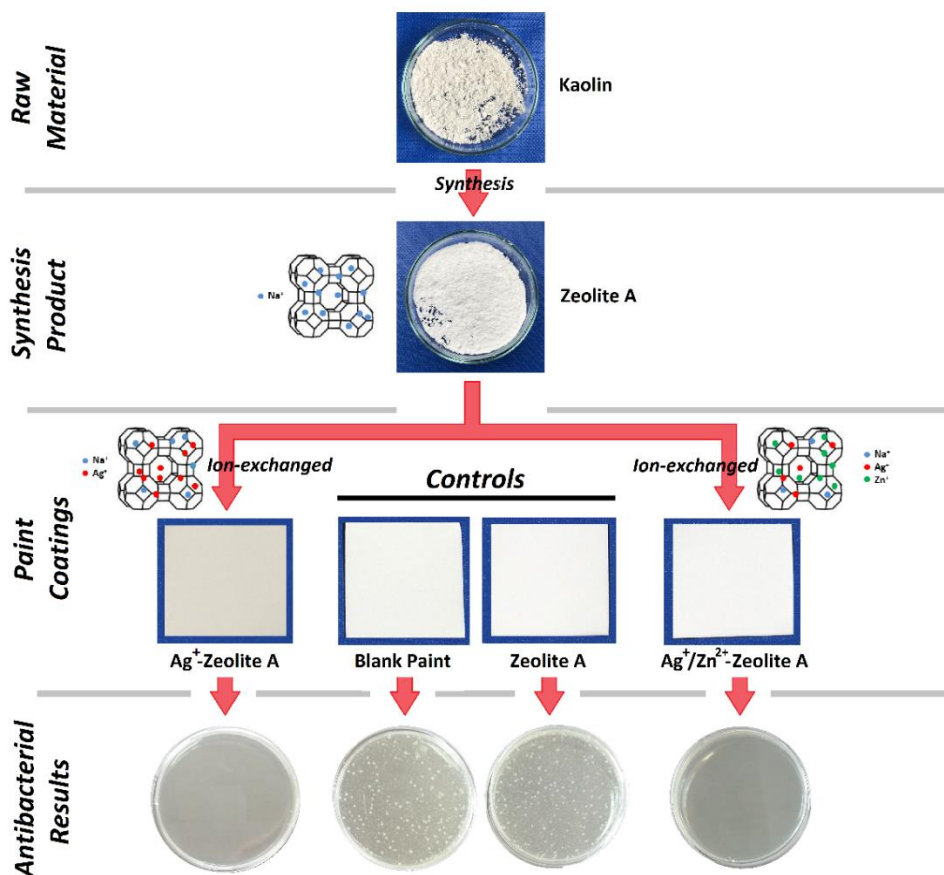 Raw
Material
Kaolin
Synthesis
Synthesis
Product
Na⁺
Zeolite A
Na⁺
Ag⁺
Ion-exchanged
Ion-exchanged
Na⁺
Ag⁺
Zn⁺
Controls
Paint
Coatings
Ag⁺-Zeolite A
Blank Paint
Zeolite A
Ag⁺/Zn²⁺-Zeolite A
Antibacterial
Results